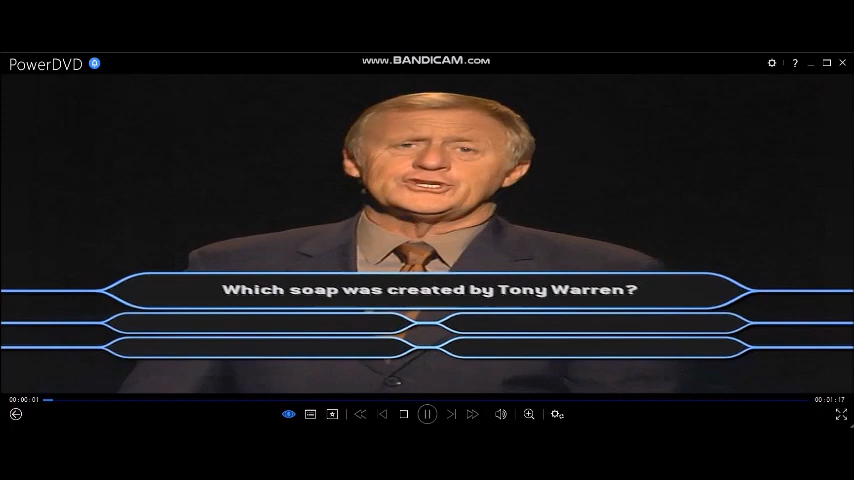 www.BANDICAM.com
PowerDVD
?
Which soap was created by Tony Warren?
00:00:01
00:01:17